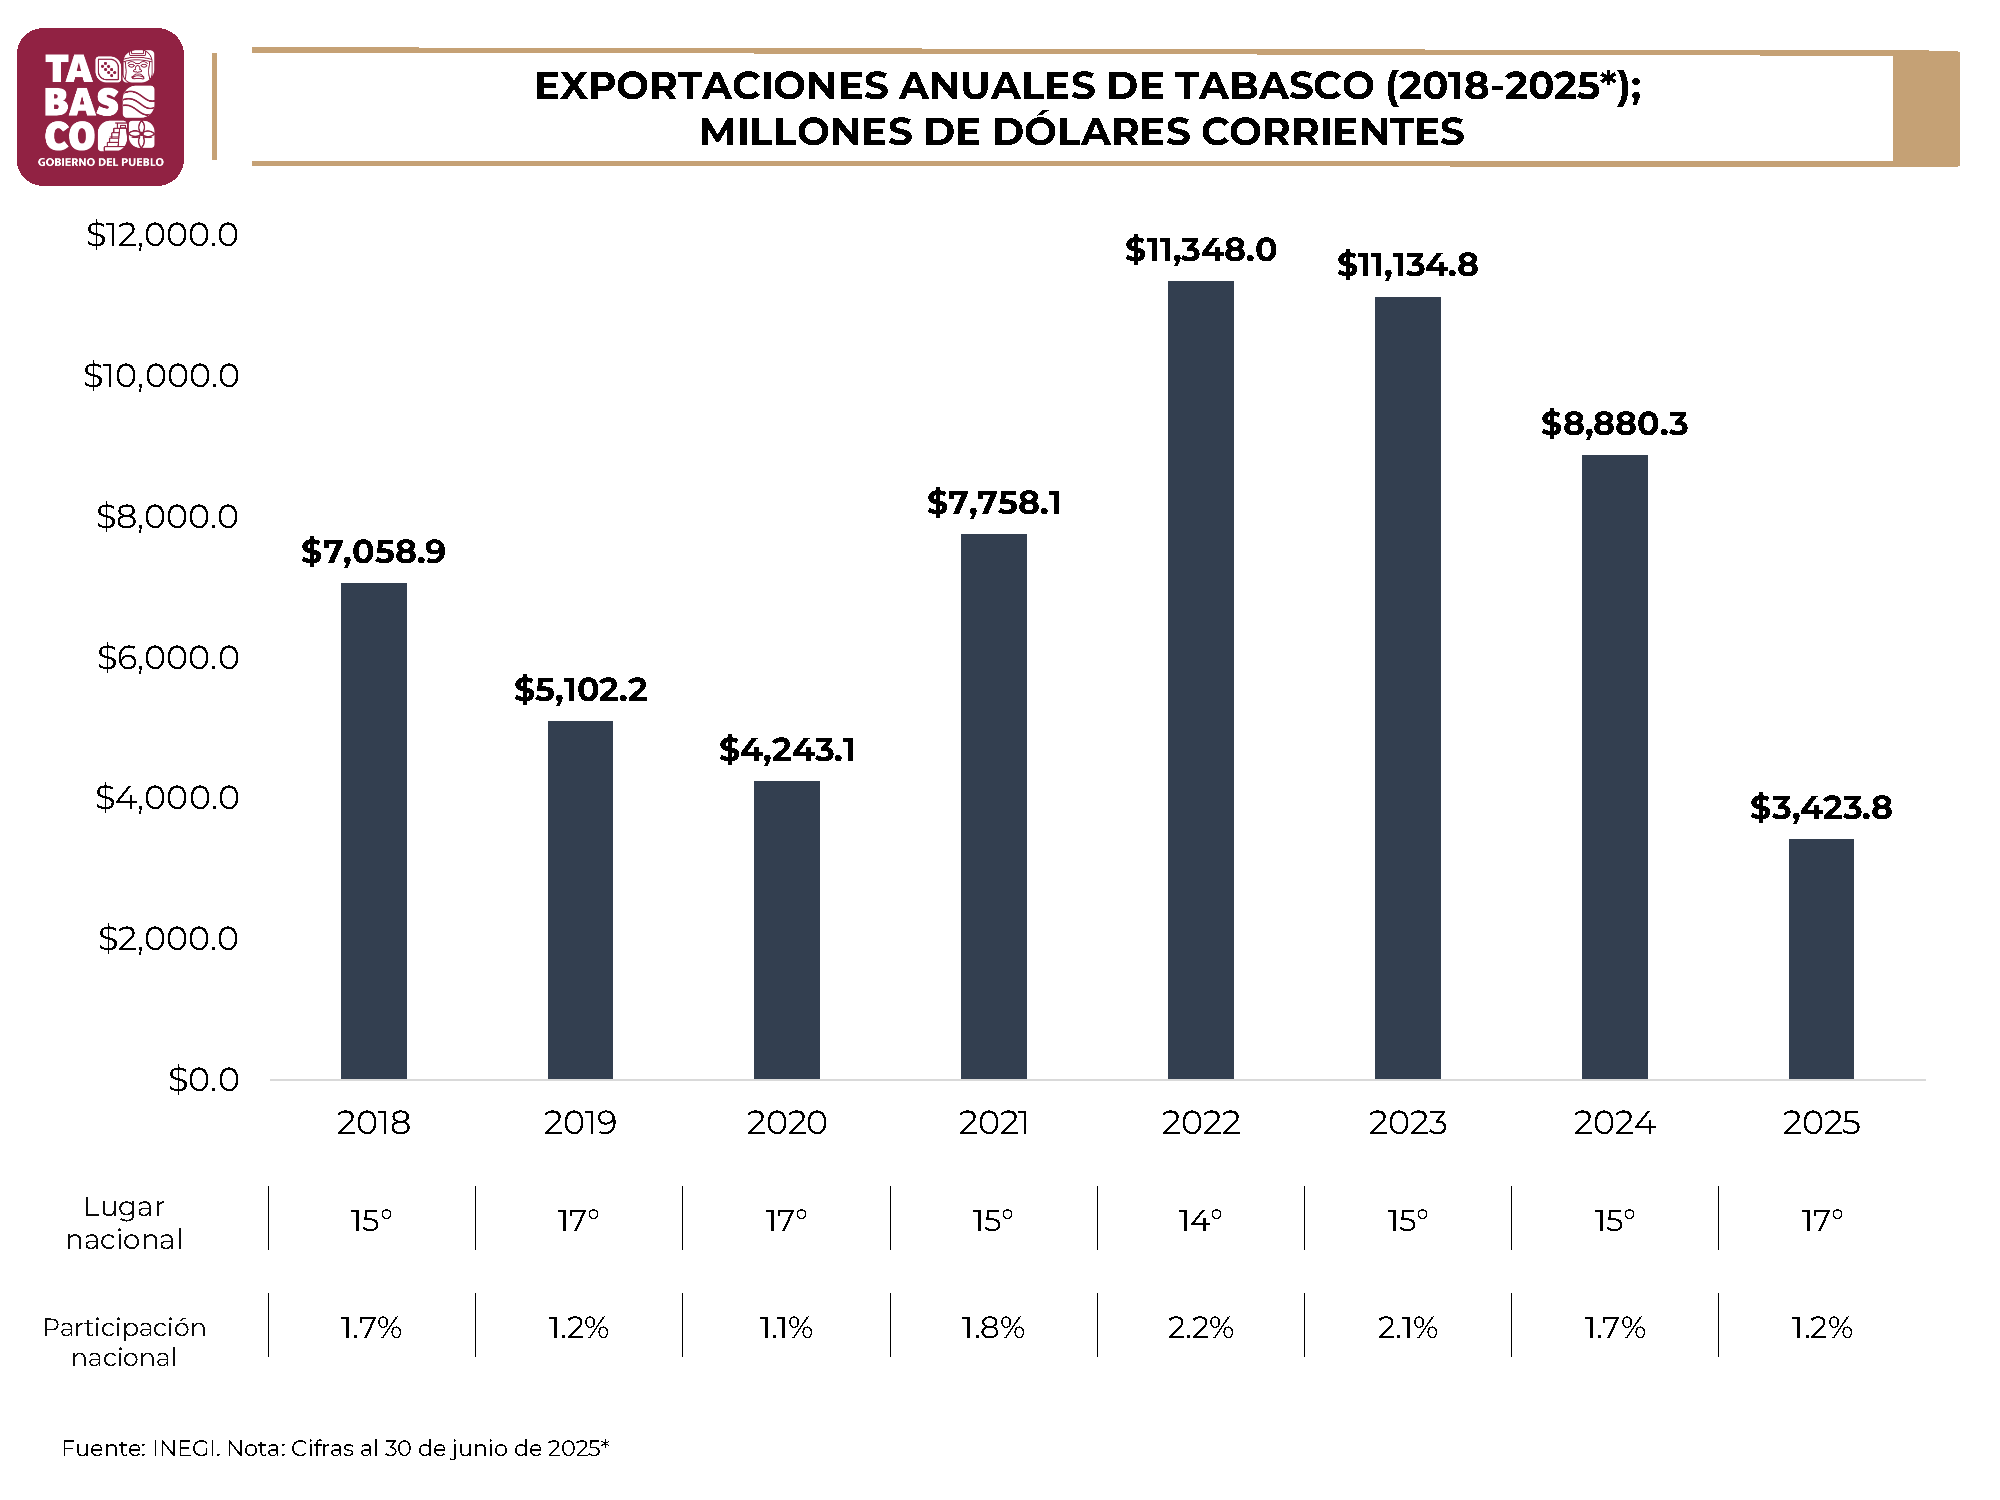 TA
BAS
CO
GOBIERNO DEL PUEBLO
EXPORTACIONES ANUALES DE TABASCO (2018-2025*);
MILLONES DE DÓLARES CORRIENTES
$12,000.0
$10,000.0
$8,000.0
$6,000.0
$4,000.0
$2,000.0
$0.0
$7,058.9
$5,102.2
$4,243.1
$7,758.1
$11,348.0
$11,134.8
$8,880.3
$3,423.8
2018 2019 2020 2021 2022 2023 2024 2025
Lugar
nacional
15° 17° 17° 15° 14° 15° 15° 17°
Participación
nacional
1.7% 1.2% 1.1% 1.8% 2.2% 2.1% 1.7% 1.2%
Fuente: INEGI. Nota: Cifras al 30 de junio de 2025*